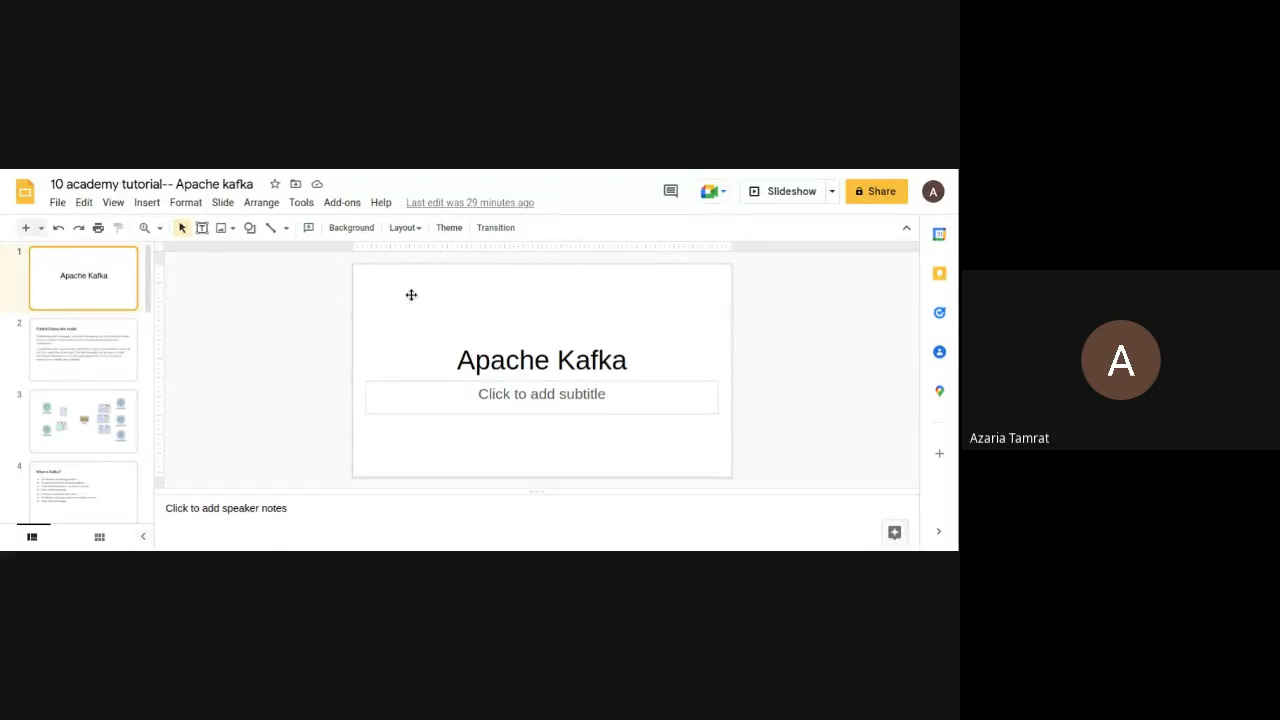 10 academy tutorial-- Apache kafka
Slideshow
Share
A
File Edit View Insert Format Slide Arrange Tools Add-ons Help Last edit was 29 minutes ago
Background Layout Theme Transition
1
Apache Kafka
2
3
4
What is Kafka?
Apache Kafka
Click to add subtitle
Click to add speaker notes
A
Azaria Tamrat